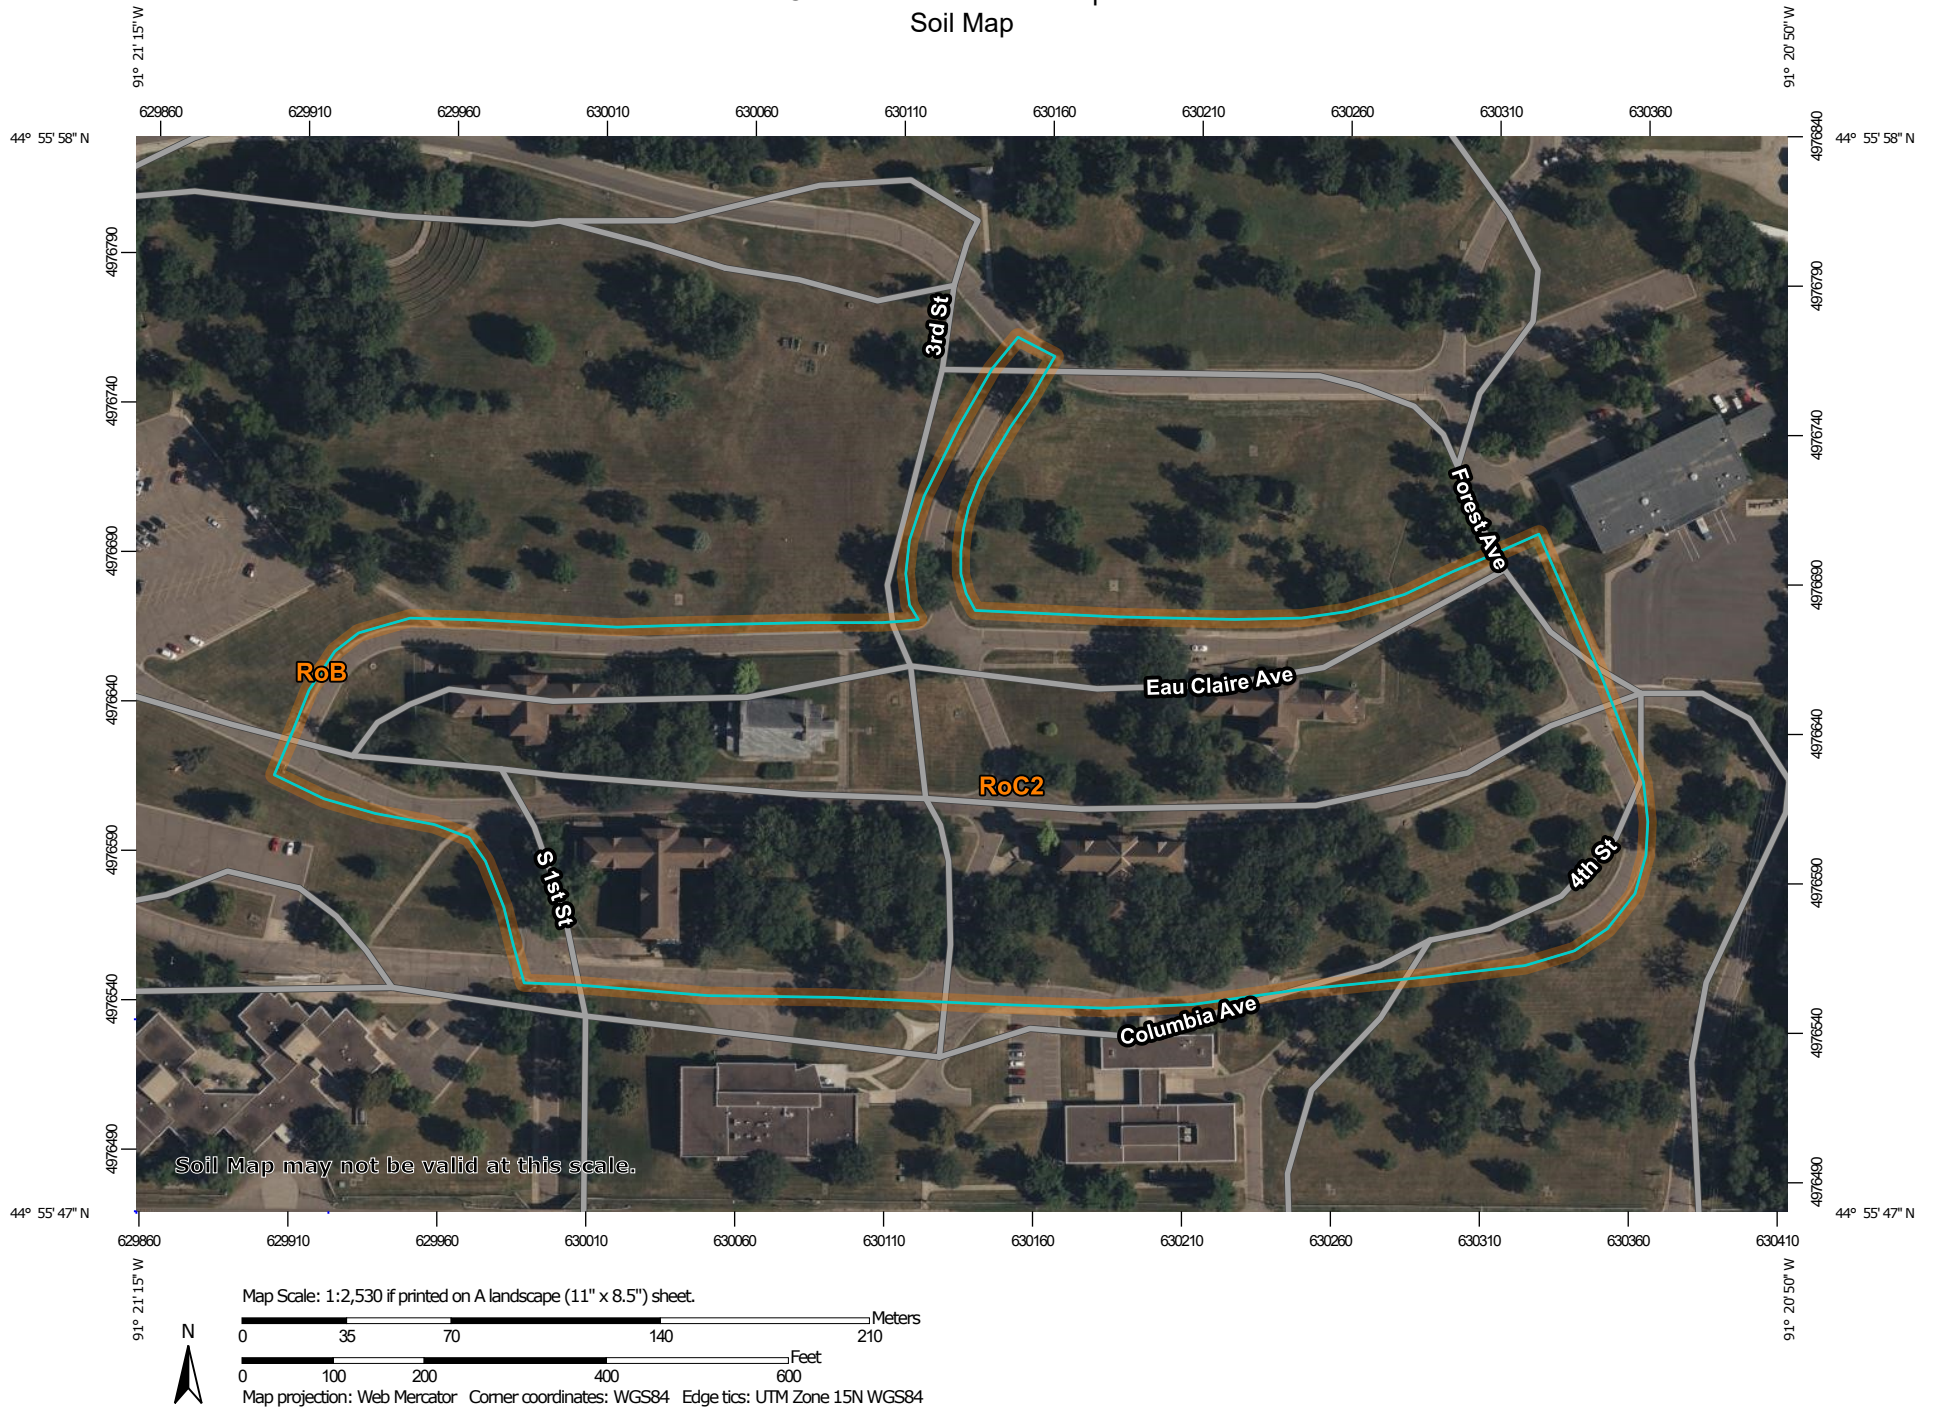 Soil Map
91° 21' 15'' W
91° 20' 50'' W
629860 629910 629960 630010 630060 630110 630160 630210 630260 630310 630360
44° 55' 58'' N
44° 55' 58'' N
4976840
4976790
4976790
3rd St
4976740
4976740
Forest Ave
4976690
4976690
RoB
Eau Claire Ave
4976640
4976640
RoC2
4976590
4976590
S 1st St
4th St
4976540
4976540
Columbia Ave
4976490
4976490
Soil Map may not be valid at this scale.
44° 55' 47'' N
44° 55' 47'' N
629860 629910 629960 630010 630060 630110 630160 630210 630260 630310 630360 630410
91° 21' 15'' W
91° 20' 50'' W
Map Scale: 1:2,530 if printed on A landscape (11" x 8.5") sheet.
Meters
0 35 70 140 210
N
Feet
0 100 200 400 600
Map projection: Web Mercator Corner coordinates: WGS84 Edge tics: UTM Zone 15N WGS84